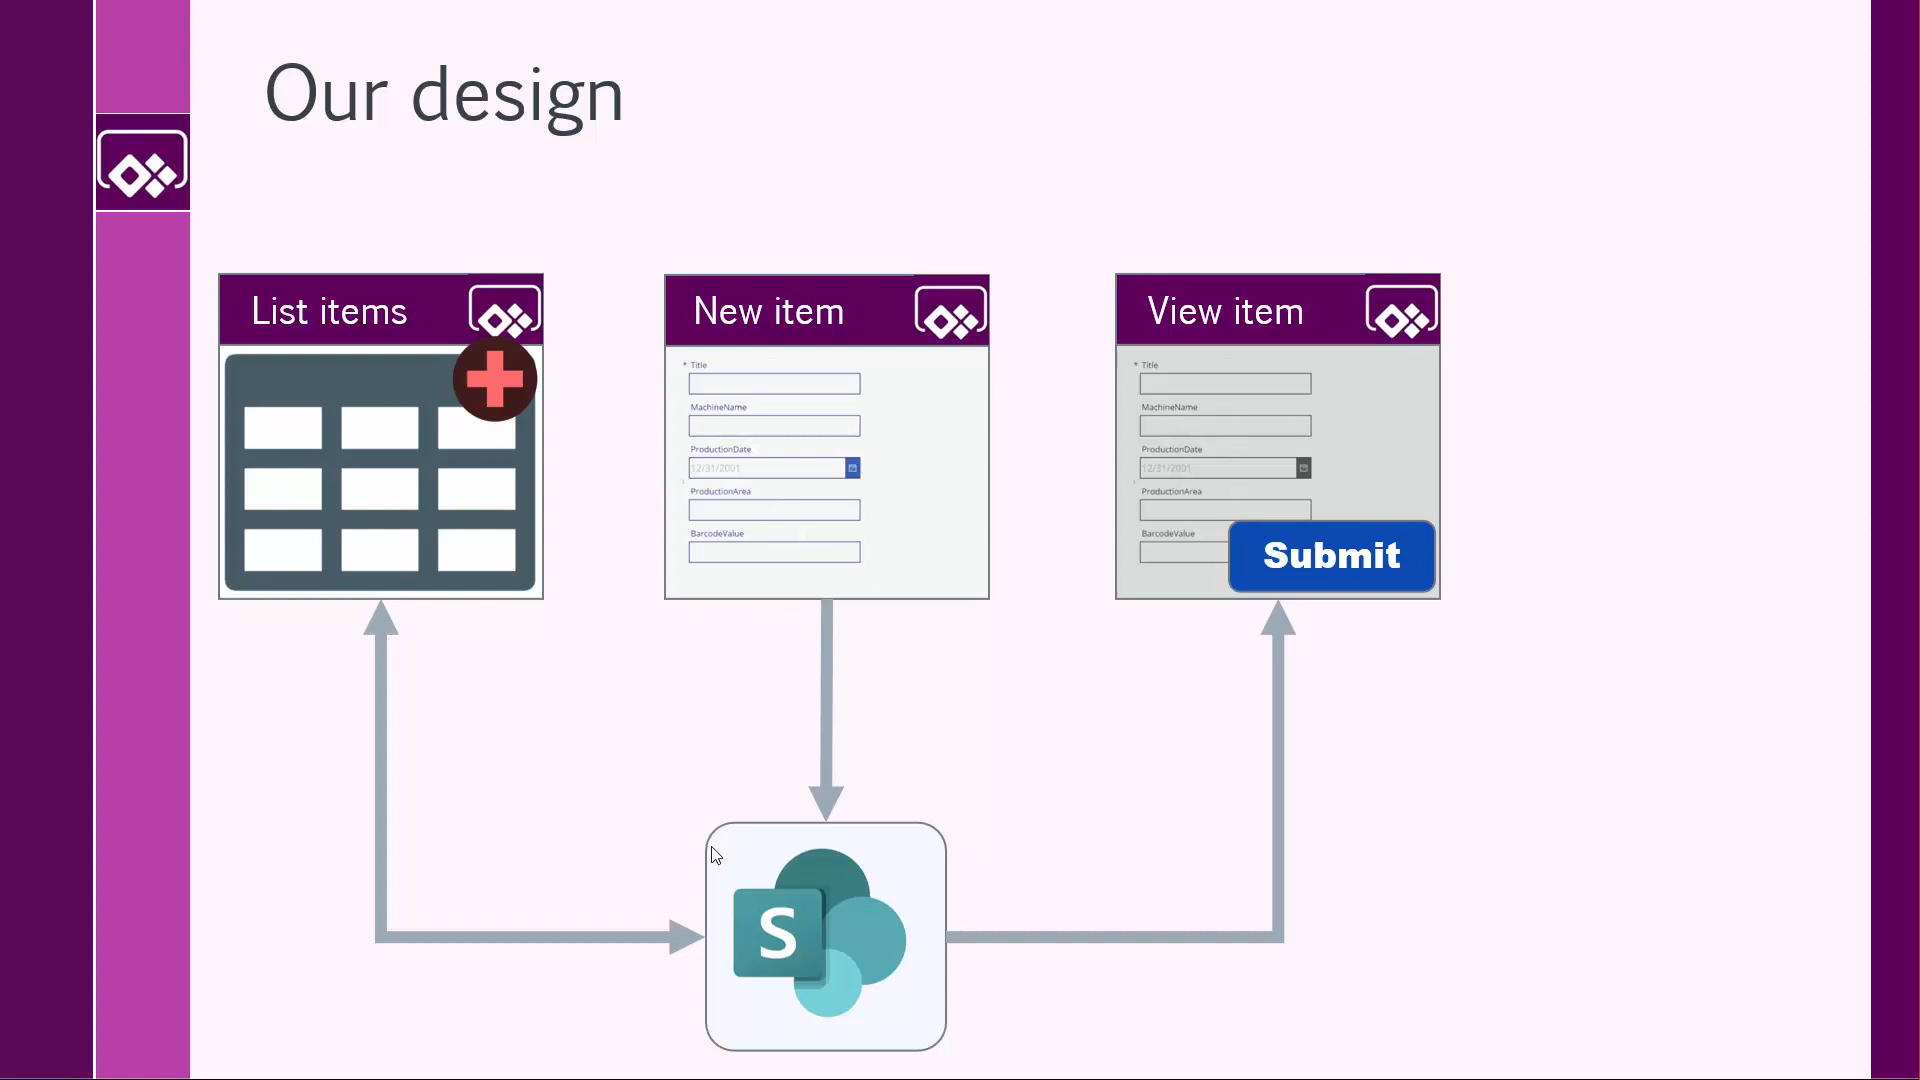 Our design
List items
New item
View item
* Title
MachineName
ProductionDate
12/31/2001
ProductionArea
BarcodeValue
* Title
MachineName
ProductionDate
12/31/2001
ProductionArea
BarcodeValue
Submit
S